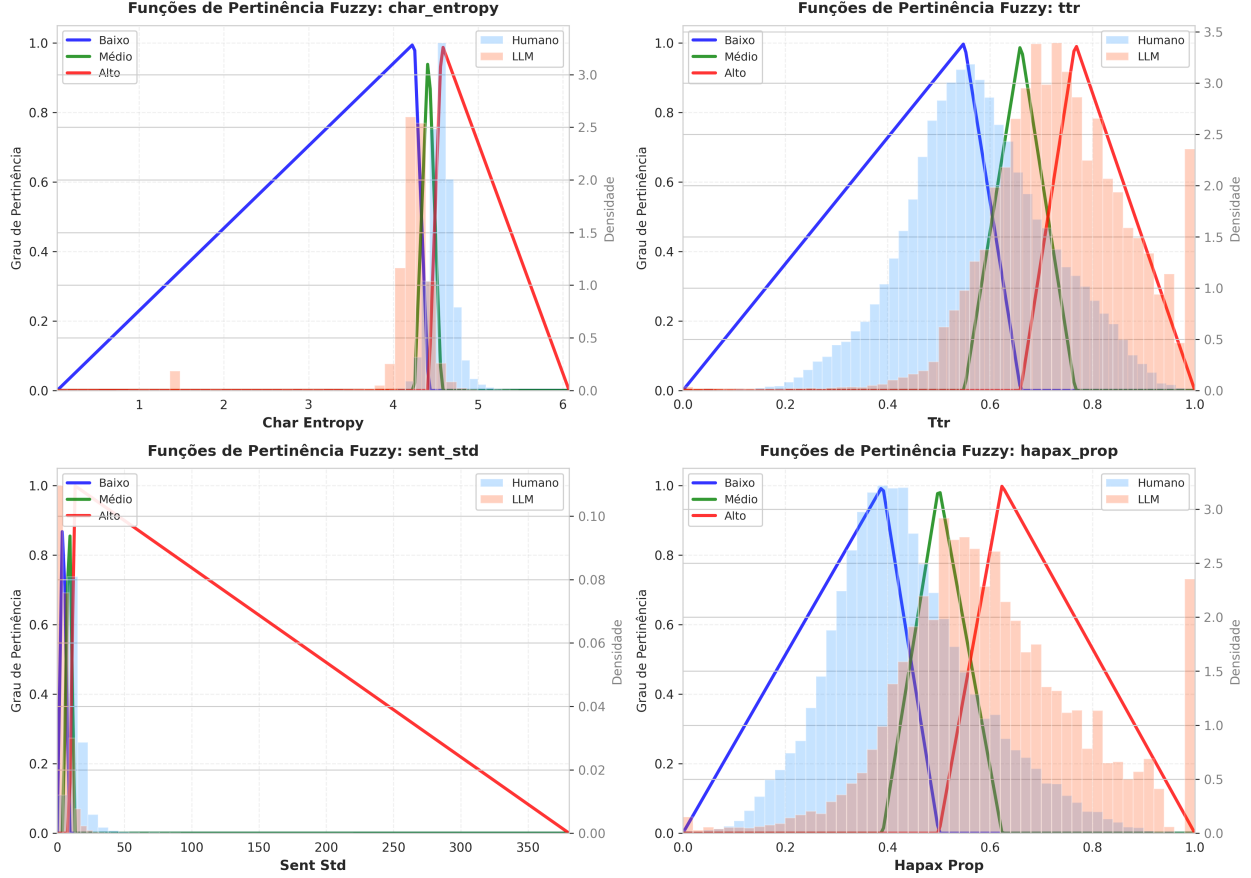 Funções de Pertinência Fuzzy: char_entropy
Baixo
Médio
Alto
Humano
LLM
Grau de Pertinência
1.0
0.8
0.6
0.4
0.2
0.0
Densidade
3.0
2.5
2.0
1.5
1.0
0.5
0.0
1 2 3 4 5 6
Char Entropy
Funções de Pertinência Fuzzy: ttr
Baixo
Médio
Alto
Humano
LLM
Grau de Pertinência
1.0
0.8
0.6
0.4
0.2
0.0
Densidade
3.5
3.0
2.5
2.0
1.5
1.0
0.5
0.0
0.0 0.2 0.4 0.6 0.8 1.0
Ttr
Funções de Pertinência Fuzzy: sent_std
Baixo
Médio
Alto
Humano
LLM
Grau de Pertinência
1.0
0.8
0.6
0.4
0.2
0.0
Densidade
0.10
0.08
0.06
0.04
0.02
0.00
0 50 100 150 200 250 300 350
Sent Std
Funções de Pertinência Fuzzy: hapax_prop
Baixo
Médio
Alto
Humano
LLM
Grau de Pertinência
1.0
0.8
0.6
0.4
0.2
0.0
Densidade
3.0
2.5
2.0
1.5
1.0
0.5
0.0
0.0 0.2 0.4 0.6 0.8 1.0
Hapax Prop